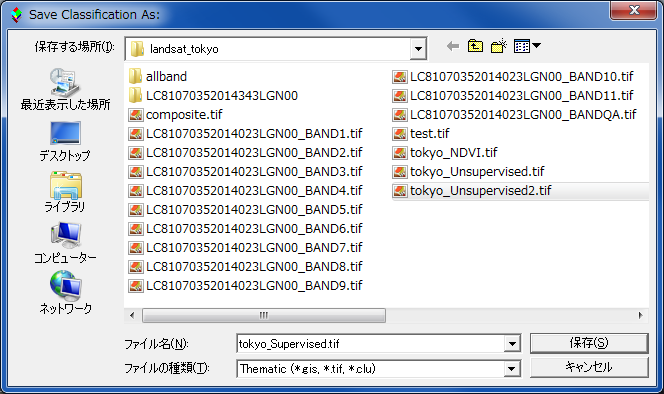 Save Classification As:
保存する場所(I): landsat_tokyo
最近表示した場所
デスクトップ
ライブラリ
コンピューター
ネットワーク
allband
LC81070352014343LGN00
composite.tif
LC81070352014023LGN00_BAND1.tif
LC81070352014023LGN00_BAND2.tif
LC81070352014023LGN00_BAND3.tif
LC81070352014023LGN00_BAND4.tif
LC81070352014023LGN00_BAND5.tif
LC81070352014023LGN00_BAND6.tif
LC81070352014023LGN00_BAND7.tif
LC81070352014023LGN00_BAND8.tif
LC81070352014023LGN00_BAND9.tif
LC81070352014023LGN00_BAND10.tif
LC81070352014023LGN00_BAND11.tif
LC81070352014023LGN00_BANDQA.tif
test.tif
tokyo_NDVI.tif
tokyo_Unsupervised.tif
tokyo_Unsupervised2.tif
ファイル名(N): tokyo_Supervised.tif 保存(S)
ファイルの種類(T): Thematic (*.gis, *.tif, *.clu) キャンセル